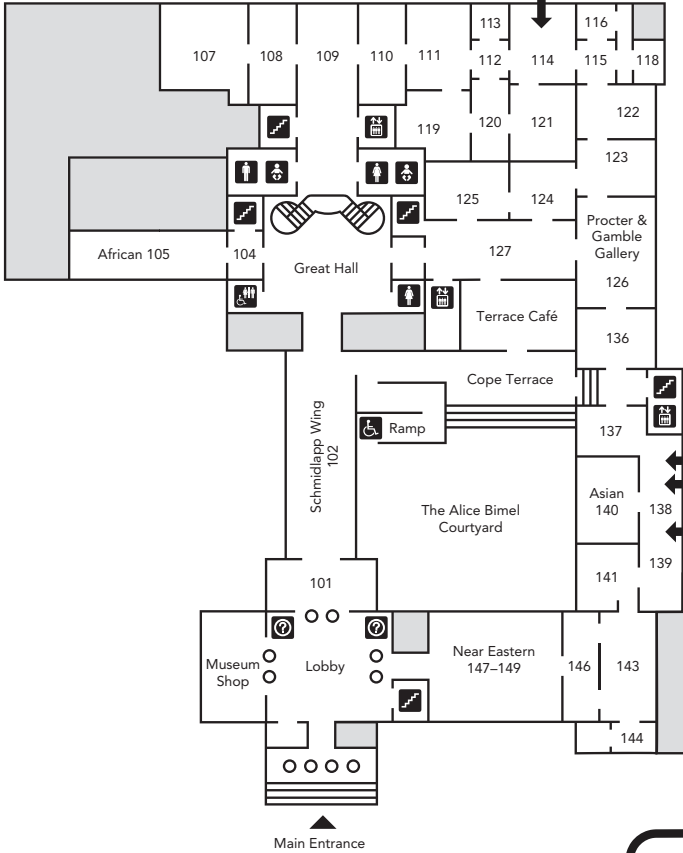 113
116
107
108
109
110
111
112
114
115
118
119
120
121
122
123
125
124
Procter &
Gamble
Gallery
126
African 105
104
Great Hall
127
Terrace Café
136
Cope Terrace
Schmidlapp Wing
102
Ramp
137
The Alice Bimel
Courtyard
Asian
140
138
139
101
141
?
?
Museum
Shop
Lobby
Near Eastern
147–149
146
143
144
Main Entrance